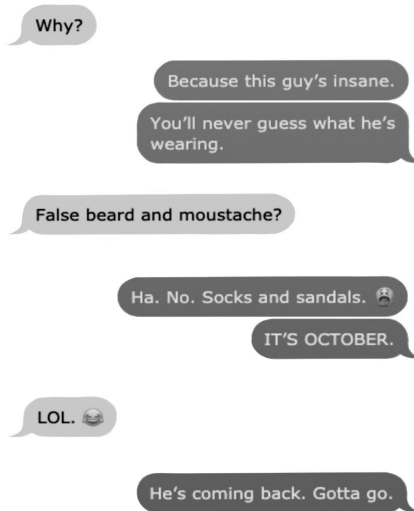 Why?
Because this guy’s insane.
You’ll never guess what he’s
wearing.
False beard and moustache?
Ha. No. Socks and sandals. 😭
IT’S OCTOBER.
LOL. 😂
He’s coming back. Gotta go.